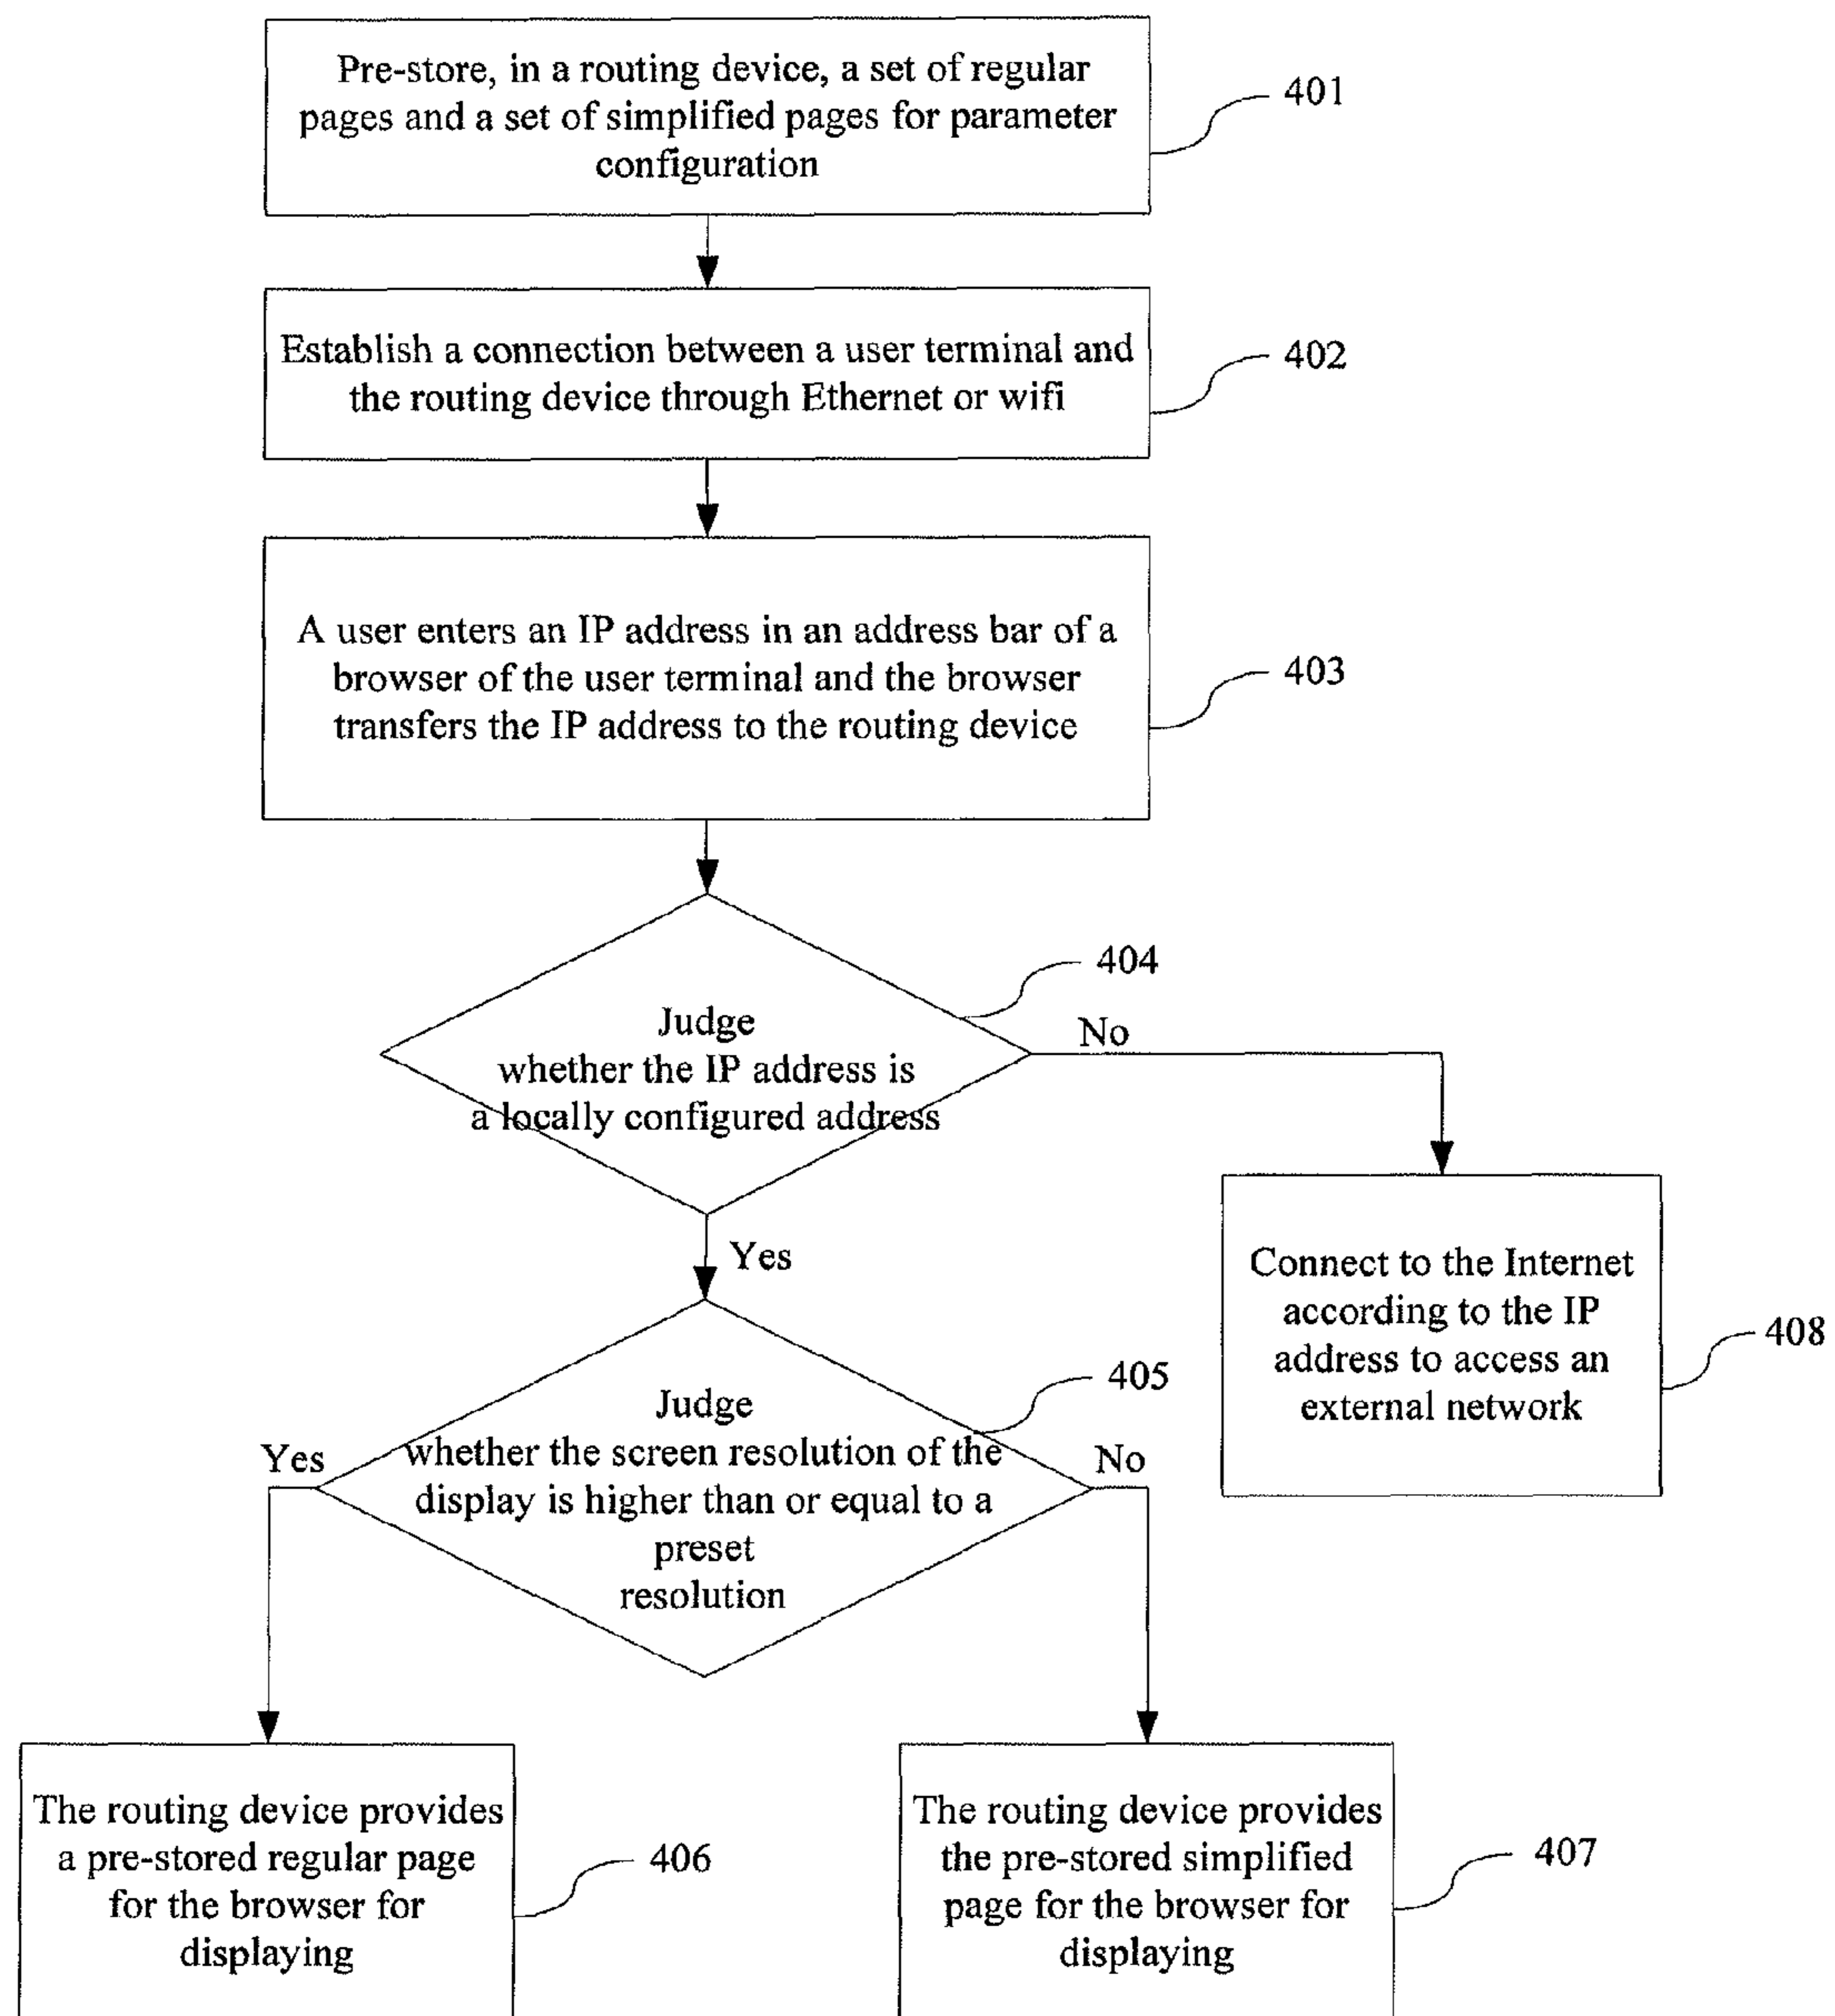 Pre-store, in a routing device, a set of regular
pages and a set of simplified pages for parameter
configuration
401
Establish a connection between a user terminal and
the routing device through Ethernet or wifi
402
A user enters an IP address in an address bar of a
browser of the user terminal and the browser
transfers the IP address to the routing device
403
404
Judge
whether the IP address is
a locally configured address
No
Yes
Connect to the Internet
according to the IP
address to access an
external network
408
405
Judge
whether the screen resolution of the
display is higher than or equal to a
preset
resolution
Yes
No
The routing device provides
a pre-stored regular page
for the browser for
displaying
406
The routing device provides
the pre-stored simplified
page for the browser for
displaying
407